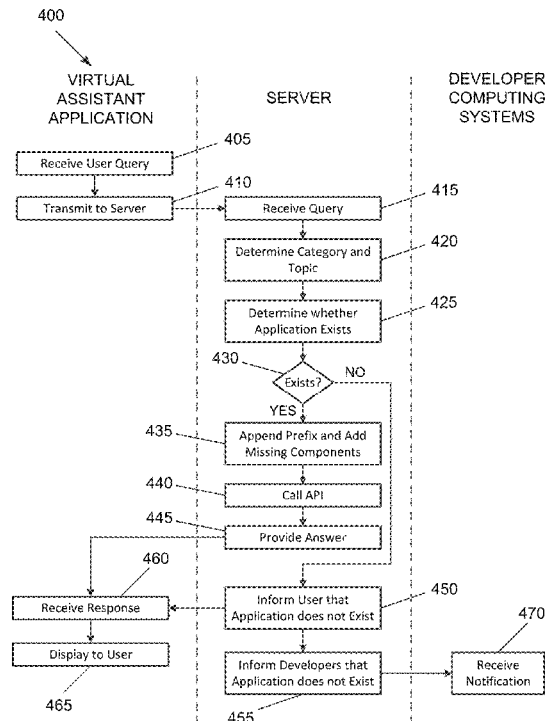 400
VIRTUAL
ASSISTANT
APPLICATION
SERVER
DEVELOPER
COMPUTING
SYSTEMS
405
Receive User Query
410
Transmit to Server
415
Receive Query
420
Determine Category and
Topic
425
Determine whether
Application Exists
430
Exists?
NO
YES
435
Append Prefix and Add
Missing Components
440
Call API
445
Provide Answer
460
Receive Response
450
Inform User that
Application does not Exist
470
Display to User
465
Inform Developers that
Application does not Exist
455
Receive
Notification